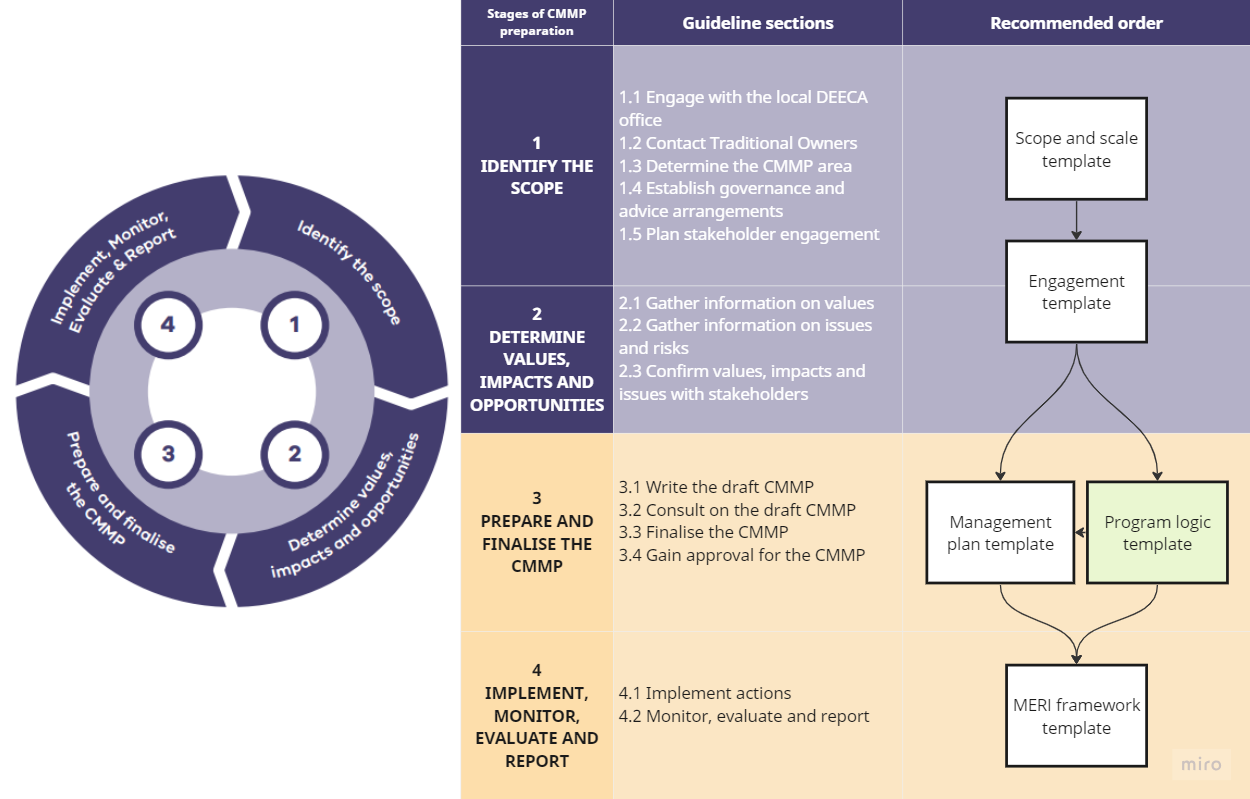 Implement, Monitor,
Evaluate & Report
Identify the scope
4
1
3
2
Prepare and finalise
the CMMP
Determine values,
impacts and opportunities
Stages of CMMP
preparation
Guideline sections
Recommended order
1
IDENTIFY THE
SCOPE
1.1 Engage with the local DEECA
office
1.2 Contact Traditional Owners
1.3 Determine the CMMP area
1.4 Establish governance and
advice arrangements
1.5 Plan stakeholder engagement
Scope and scale
template
Engagement
template
2
DETERMINE
VALUES,
IMPACTS AND
OPPORTUNITIES
2.1 Gather information on values
2.2 Gather information on issues
and risks
2.3 Confirm values, impacts and
issues with stakeholders
3
PREPARE AND
FINALISE THE
CMMP
3.1 Write the draft CMMP
3.2 Consult on the draft CMMP
3.3 Finalise the CMMP
3.4 Gain approval for the CMMP
Management
plan template
Program logic
template
4
IMPLEMENT,
MONITOR,
EVALUATE AND
REPORT
4.1 Implement actions
4.2 Monitor, evaluate and report
MERI framework
template
miro